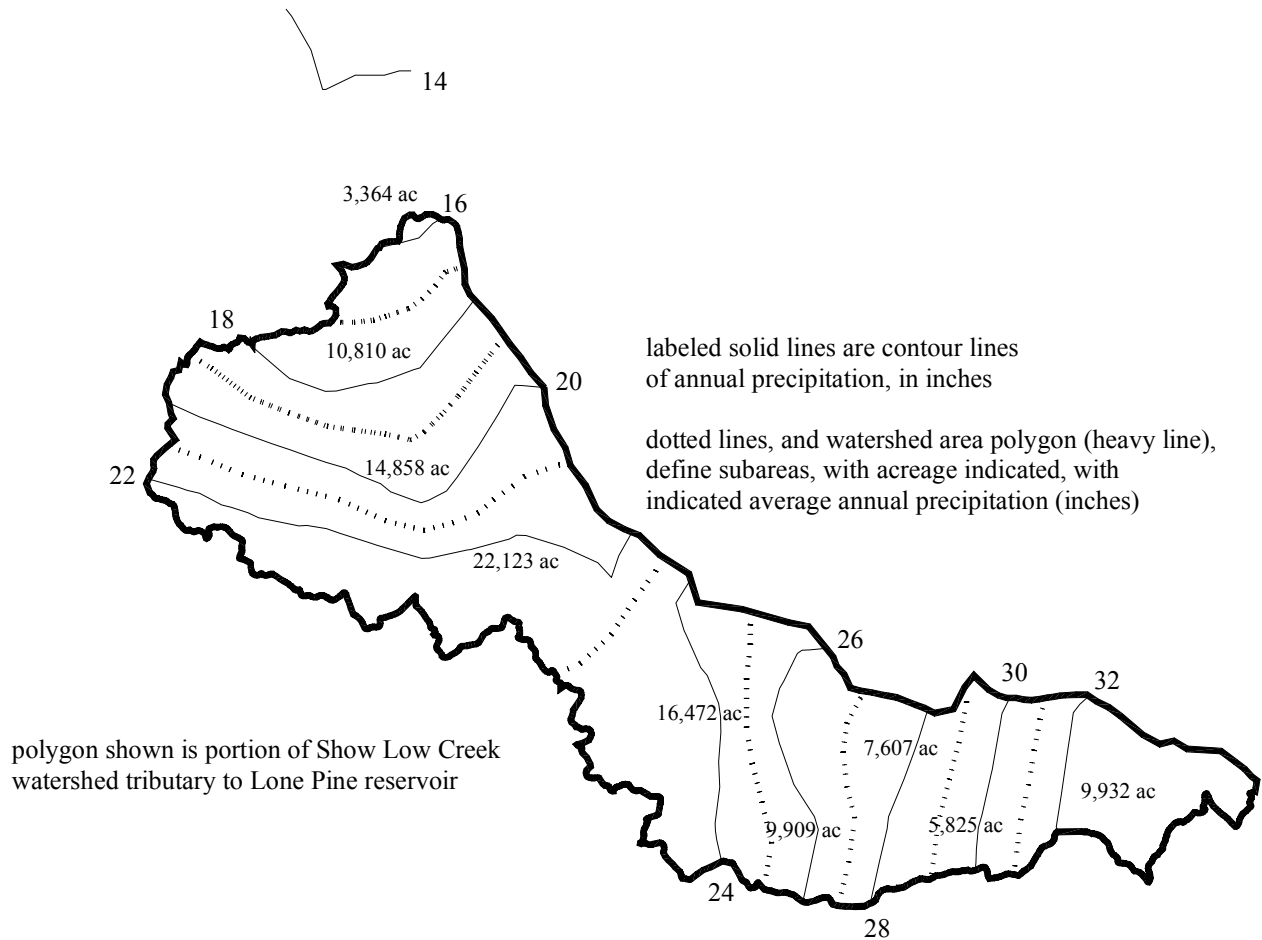 14
3,364 ac
16
18
10,810 ac
labeled solid lines are contour lines
of annual precipitation, in inches
20
dotted lines, and watershed area polygon (heavy line),
define subareas, with acreage indicated, with
indicated average annual precipitation (inches)
14,858 ac
22
22,123 ac
26
30
32
16,472 ac
7,607 ac
polygon shown is portion of Show Low Creek
watershed tributary to Lone Pine reservoir
9,932 ac
9,909 ac
5,825 ac
24
28